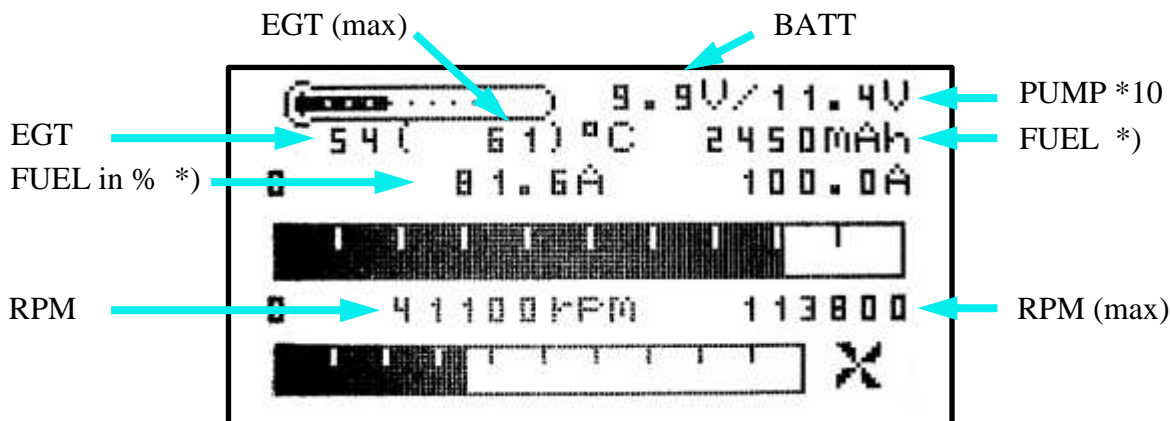 EGT (max) BATT
9.9V/11.4V PUMP *10
EGT 54( 61)°C 2450mAh FUEL *)
FUEL in % *) 0 81.6A 100.0A
RPM 0 41100rPM 113800 RPM (max)